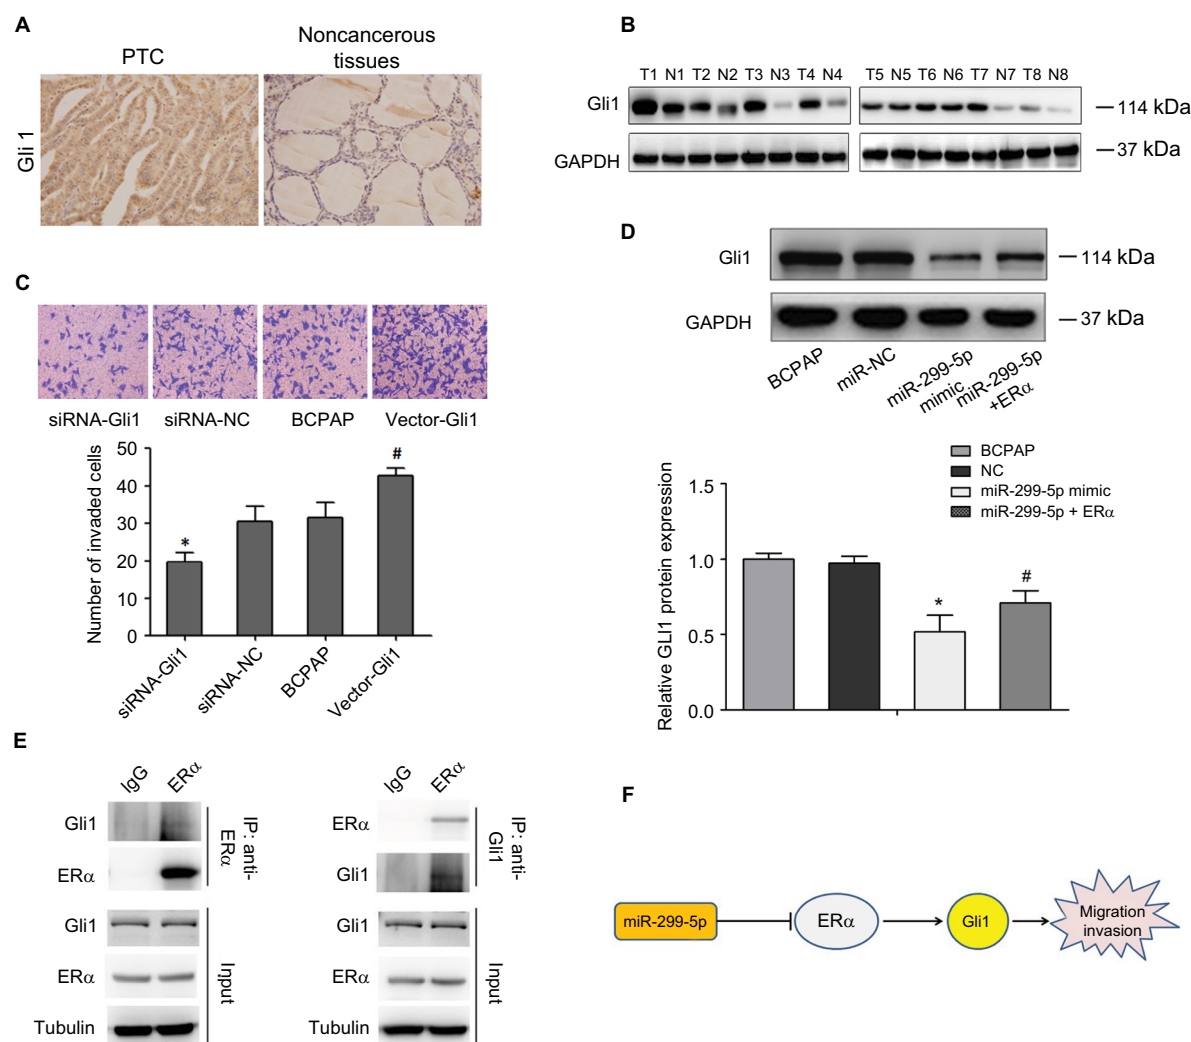 A
PTC
Noncancerous
tissues
Gli 1
B
T1 N1 T2 N2 T3 N3 T4 N4
T5 N5 T6 N6 T7 N7 T8 N8
Gli1
114 kDa
GAPDH
37 kDa
C
siRNA-Gli1
siRNA-NC
BCPAP
Vector-Gli1
Number of invaded cells
50
40
30
20
10
0
*
#
siRNA-Gli1
siRNA-NC
BCPAP
Vector-Gli1
D
Gli1
114 kDa
GAPDH
37 kDa
BCPAP
miR-NC
miR-299-5p
mimic
miR-299-5p
+ERα
BCPAP
NC
miR-299-5p mimic
miR-299-5p + ERα
Relative GLI1 protein expression
1.5
1.0
0.5
0.0
*
#
E
IgG
ERα
Gli1
ERα
IP: anti-
ERα
Gli1
ERα
Tubulin
Input
IgG
ERα
ERα
Gli1
IP: anti-
Gli1
Gli1
ERα
Tubulin
Input
F
miR-299-5p
ERα
Gli1
Migration
invasion